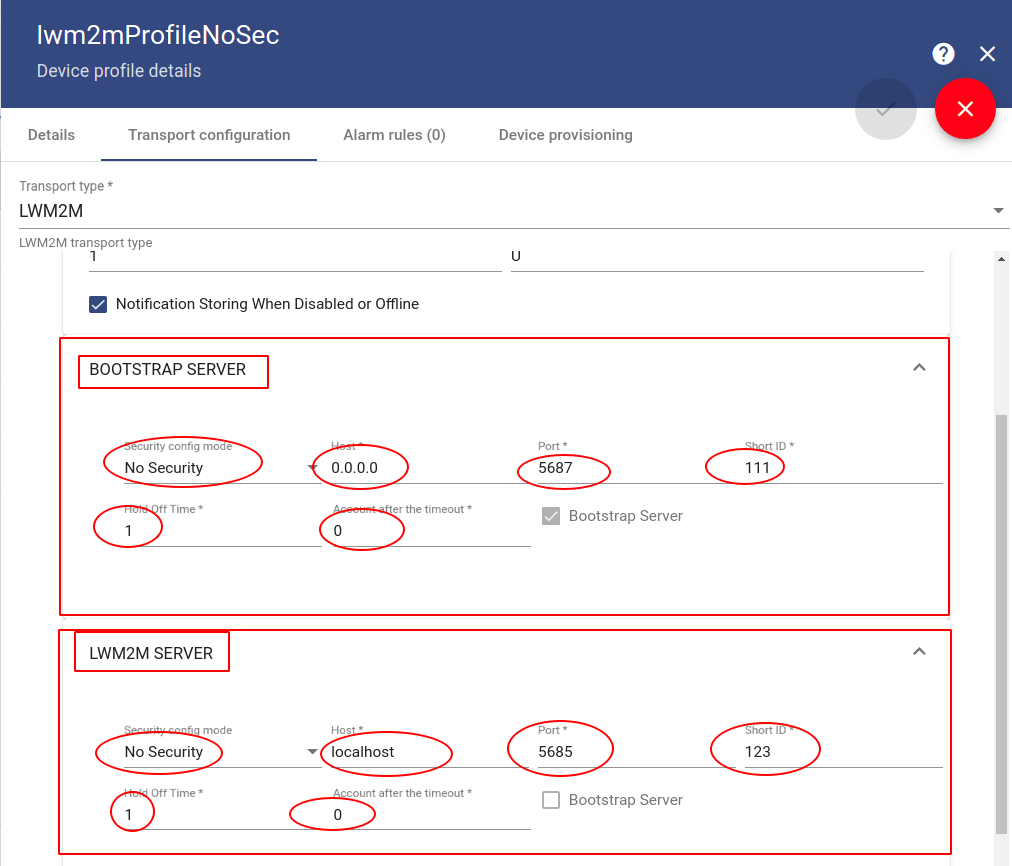 lwm2mProfileNoSec
Device profile details
?
Details Transport configuration Alarm rules (0) Device provisioning
Transport type *
LWM2M
LWM2M transport type
1 U
Notification Storing When Disabled or Offline
BOOTSTRAP SERVER
Security config mode Host * Port * Short ID *
No Security 0.0.0.0 5687 111
Hold Off Time * Account after the timeout *
1 0 Bootstrap Server
LWM2M SERVER
Security config mode Host * Port * Short ID *
No Security localhost 5685 123
Hold Off Time * Account after the timeout *
1 0 Bootstrap Server